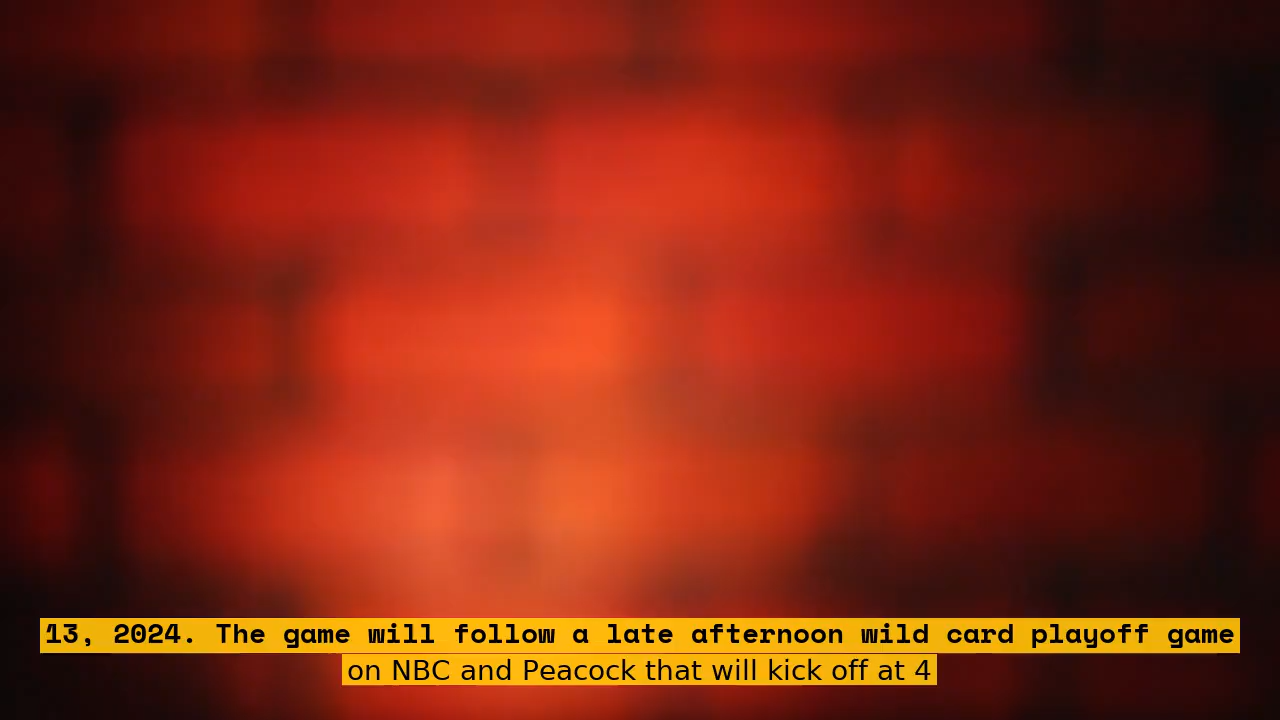 13, 2024. The game will follow a late afternoon wild card playoff game
on NBC and Peacock that will kick off at 4